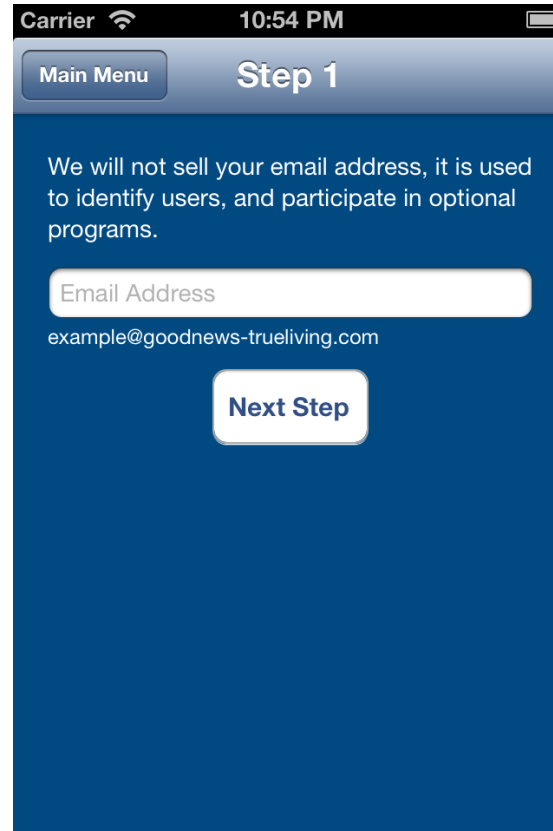 Carrier 10:54 PM
Main Menu Step 1
We will not sell your email address, it is used
to identify users, and participate in optional
programs.
Email Address
example@goodnews-trueliving.com
Next Step